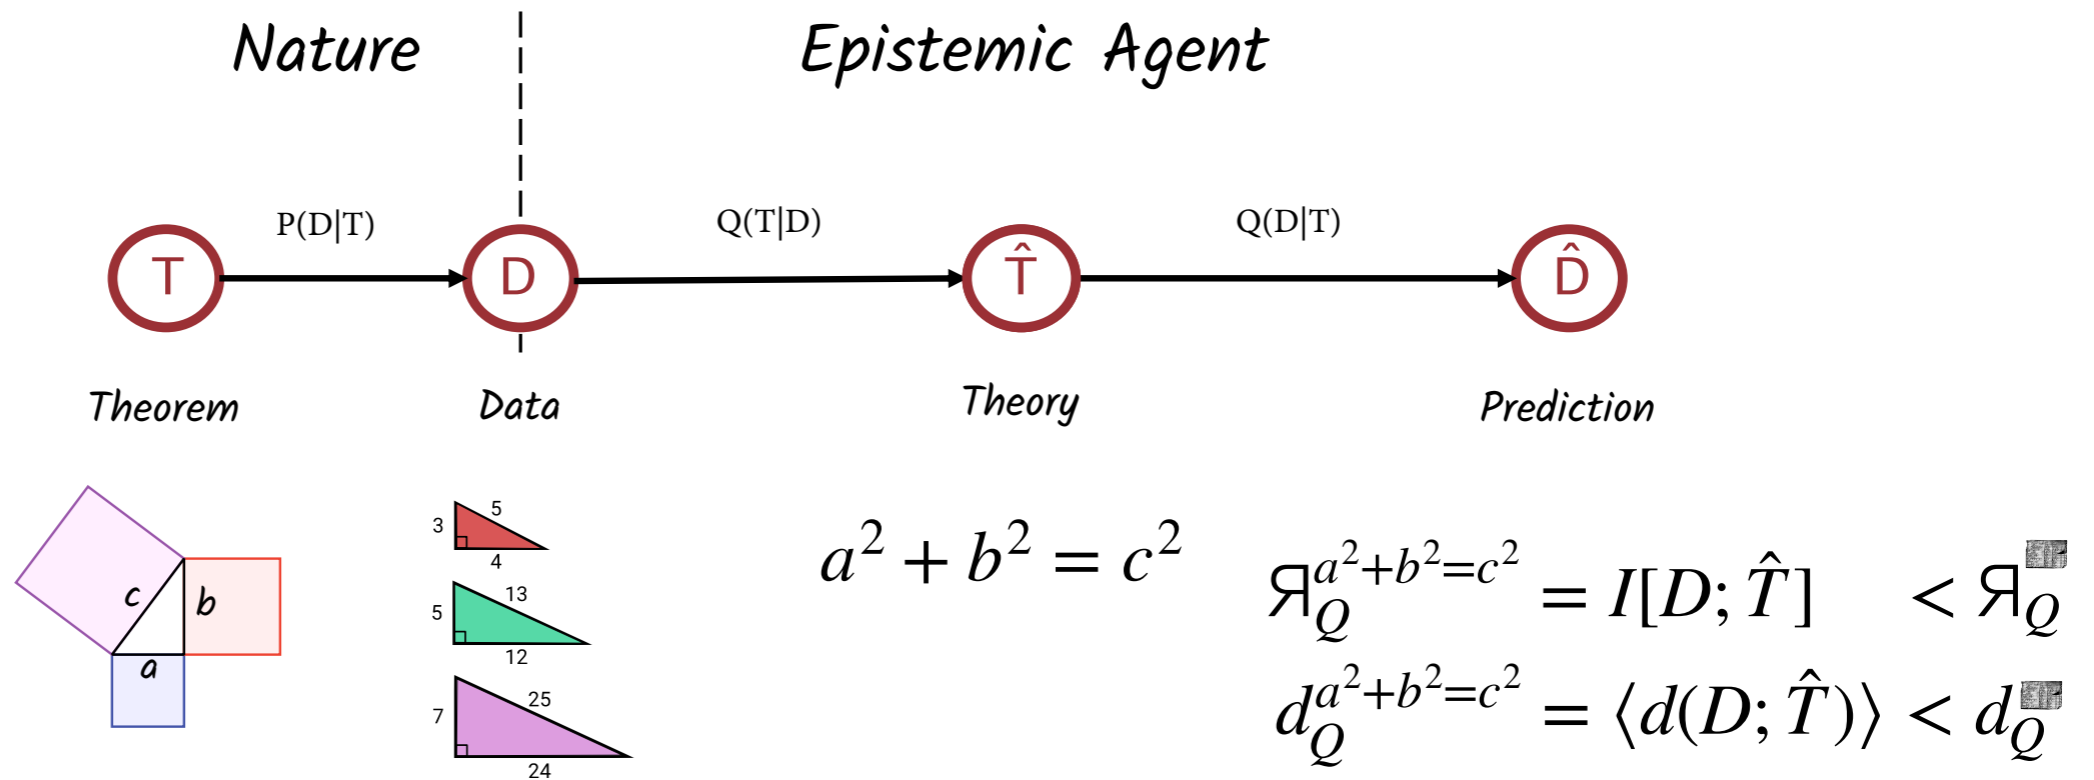 Nature
Epistemic Agent
P(D|T)
Q(T|D)
Q(D|T)
T
D
T̂
D̂
Theorem
Data
Theory
Prediction
c
b
a
3
5
4
5
13
12
7
25
24
a² + b² = c²
Я_Q^{a²+b²=c²} = I[D; T̂] < Я_Q
d_Q^{a²+b²=c²} = ⟨d(D; T̂)⟩ < d_Q